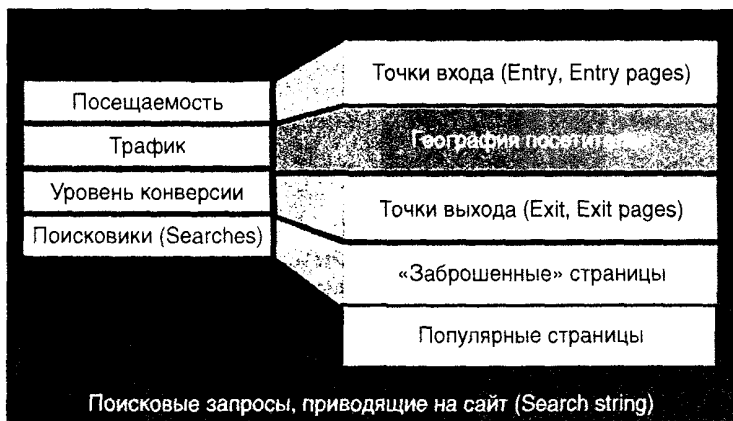 Посещаемость
Трафик
Уровень конверсии
Поисковики (Searches)
Точки входа (Entry, Entry pages)
География посетителей
Точки выхода (Exit, Exit pages)
«Заброшенные» страницы
Популярные страницы
Поисковые запросы, приводящие на сайт (Search string)